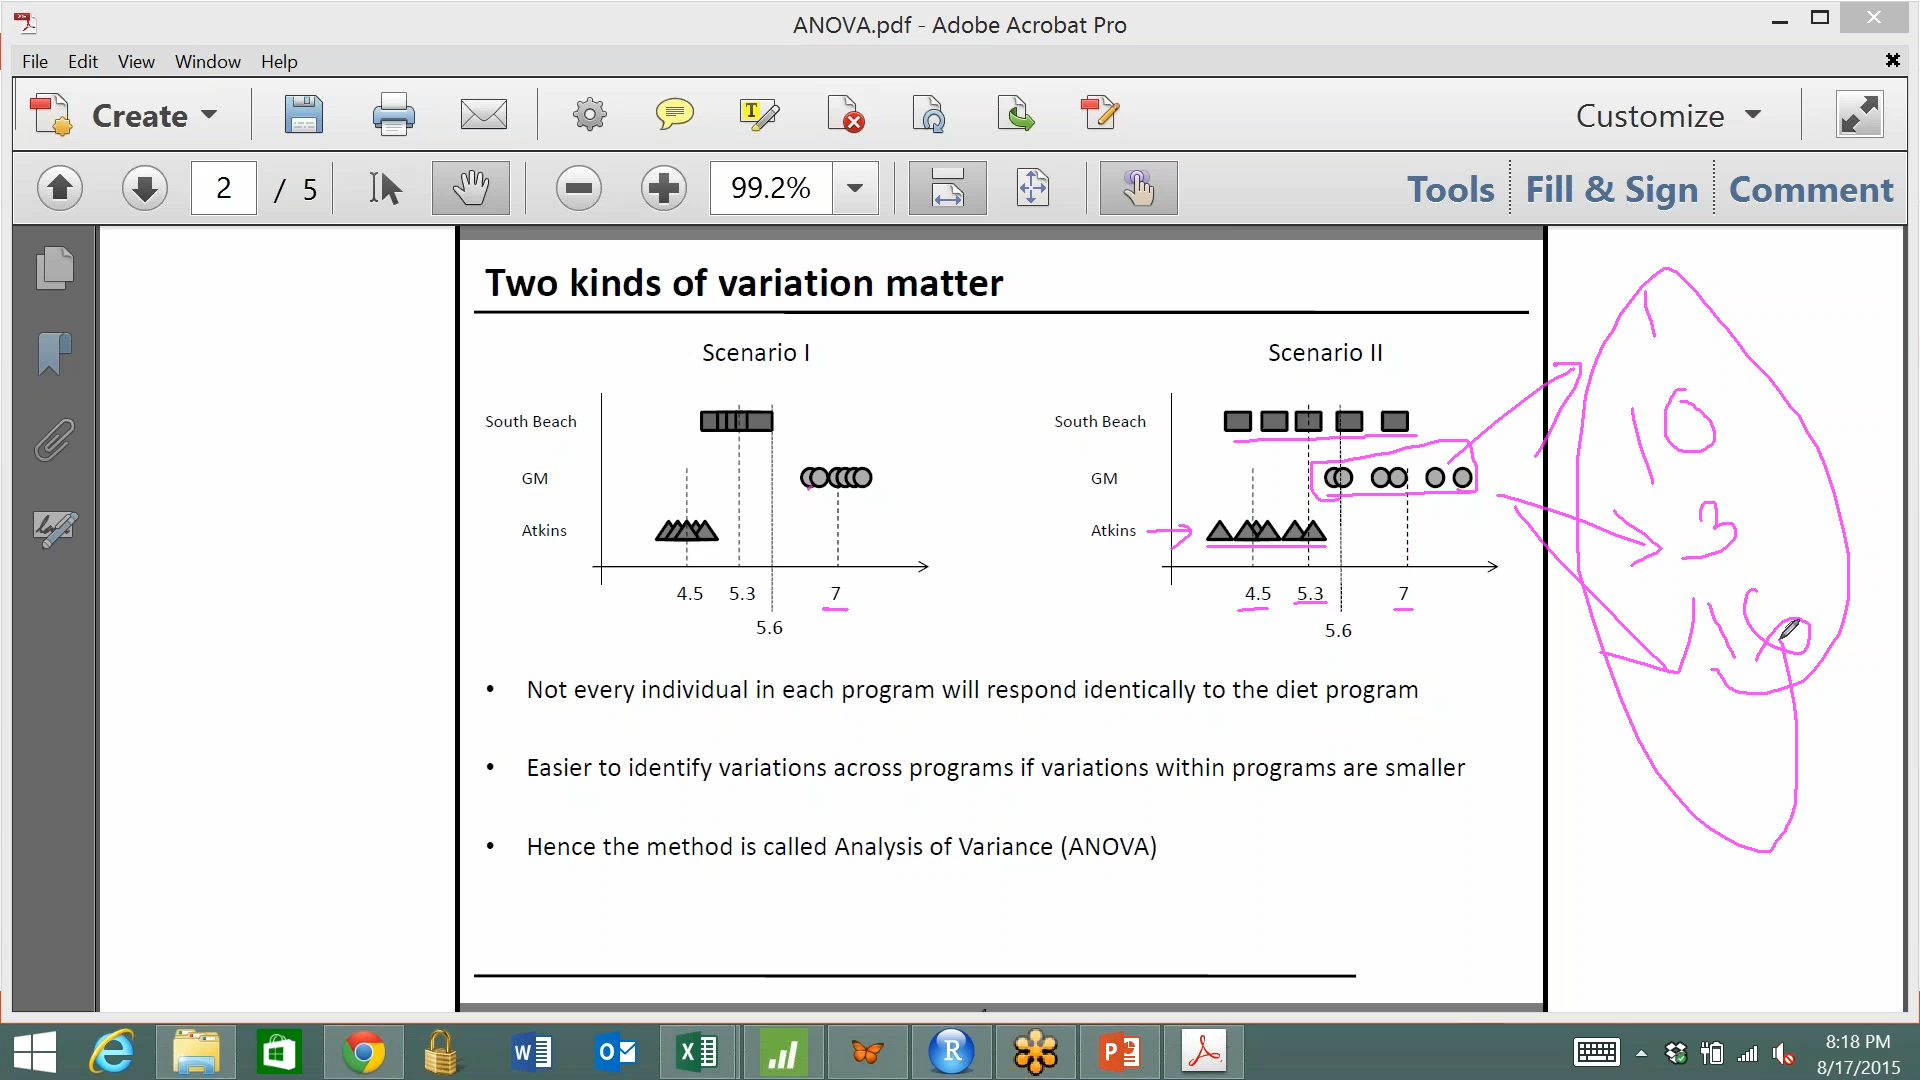 ANOVA.pdf - Adobe Acrobat Pro
File Edit View Window Help
Create
Customize
2 / 5
99.2%
Tools Fill & Sign Comment
Two kinds of variation matter
Scenario I
Scenario II
South Beach
GM
Atkins
4.5 5.3 7
5.6
South Beach
GM
Atkins
4.5 5.3 7
5.6
10
3
• Not every individual in each program will respond identically to the diet program
• Easier to identify variations across programs if variations within programs are smaller
• Hence the method is called Analysis of Variance (ANOVA)
8:18 PM
8/17/2015